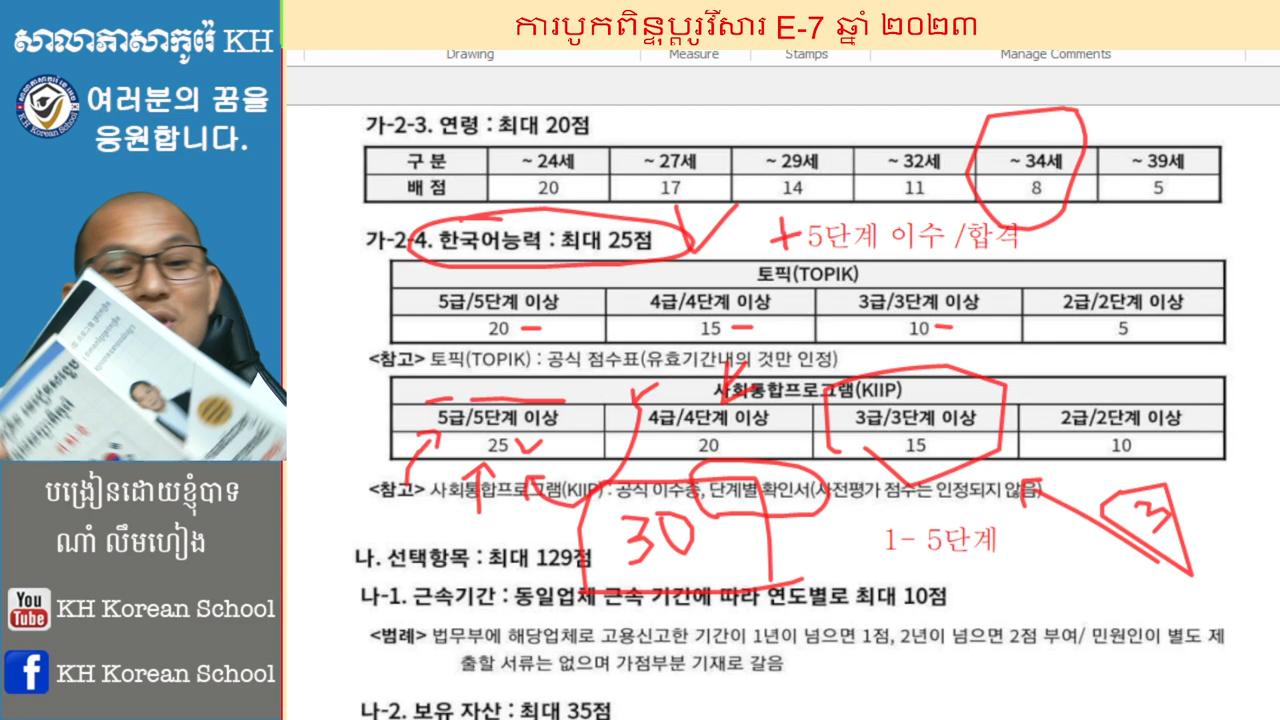 សាលាភាសាកូរ៉េ KH
여러분의 꿈을
응원합니다.
ការបូកពិន្ទុប្ដូរវីសារ E-7 ឆ្នាំ ២០២៣
Drawing Measure Stamps Manage Comments
가-2-3. 연령 : 최대 20점
구 분 ~ 24세 ~ 27세 ~ 29세 ~ 32세 ~ 34세 ~ 39세
배 점 20 17 14 11 8 5
가-2-4. 한국어능력 : 최대 25점
+ 5단계 이수 /합격
토픽(TOPIK)
5급/5단계 이상 4급/4단계 이상 3급/3단계 이상 2급/2단계 이상
20 15 10 5
<참고> 토픽(TOPIK) : 공식 점수표(유효기간내의 것만 인정)
사회통합프로그램(KIIP)
5급/5단계 이상 4급/4단계 이상 3급/3단계 이상 2급/2단계 이상
25 20 15 10
<참고> 사회통합프로그램(KIIP) : 공식 이수증, 단계별 확인서(사전평가 점수는 인정되지 않음)
30
3
1- 5단계
나. 선택항목 : 최대 129점
나-1. 근속기간 : 동일업체 근속 기간에 따라 연도별로 최대 10점
<범례> 법무부에 해당업체로 고용신고한 기간이 1년이 넘으면 1점, 2년이 넘으면 2점 부여/ 민원인이 별도 제
출할 서류는 없으며 가점부분 기재로 갈음
나-2. 보유 자산 : 최대 35점
បង្រៀនដោយខ្ញុំបាទ
ណាំ លឹមហៀង
You Tube KH Korean School
f KH Korean School